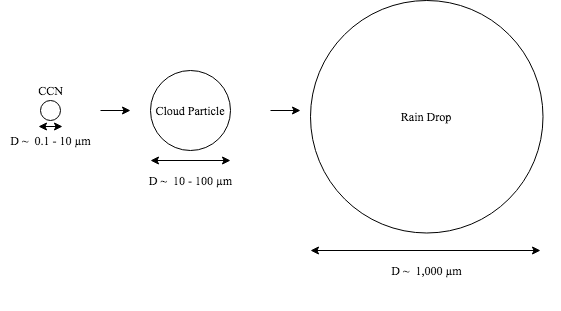 CCN
D ~ 0.1 - 10 μm
Cloud Particle
D ~ 10 - 100 μm
Rain Drop
D ~ 1,000 μm